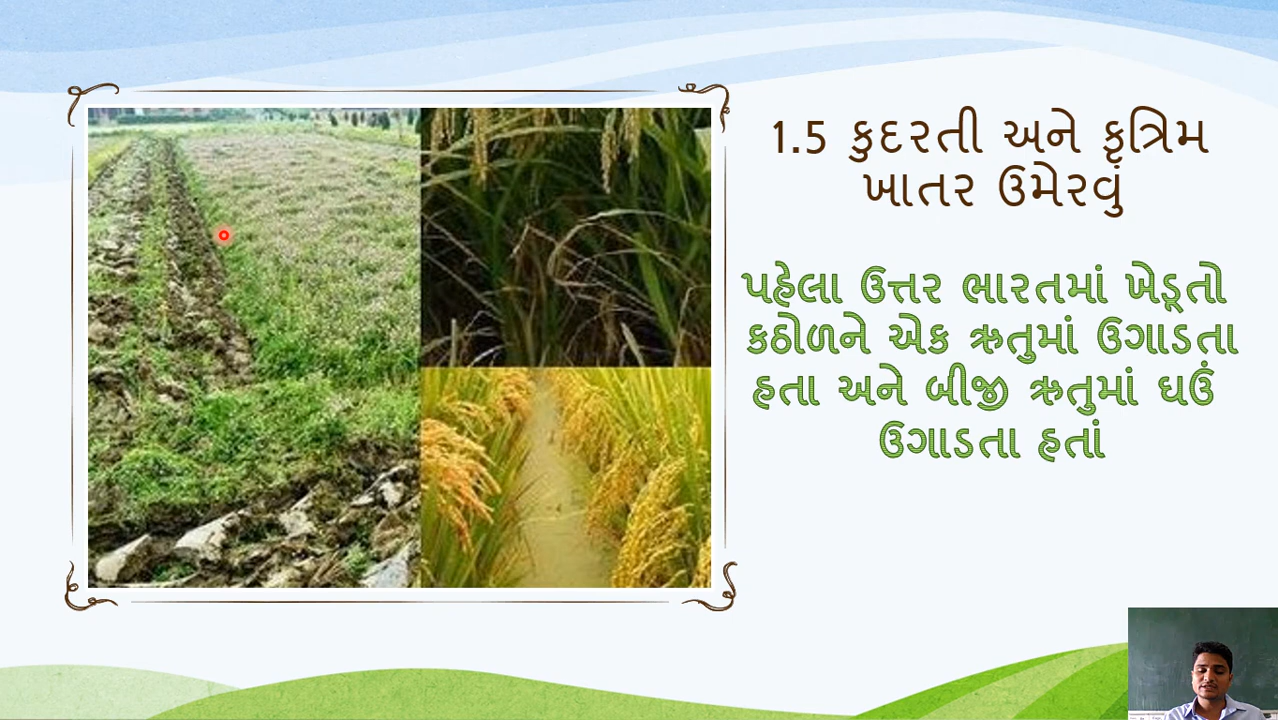 1.5 કુદરતી અને કૃત્રિમ
ખાતર ઉમેરવું
પહેલા ઉત્તર ભારતમાં ખેડૂતો
કઠોળને એક ઋતુમાં ઉગાડતા
હતા અને બીજી ઋતુમાં ઘઉં
ઉગાડતા હતાં